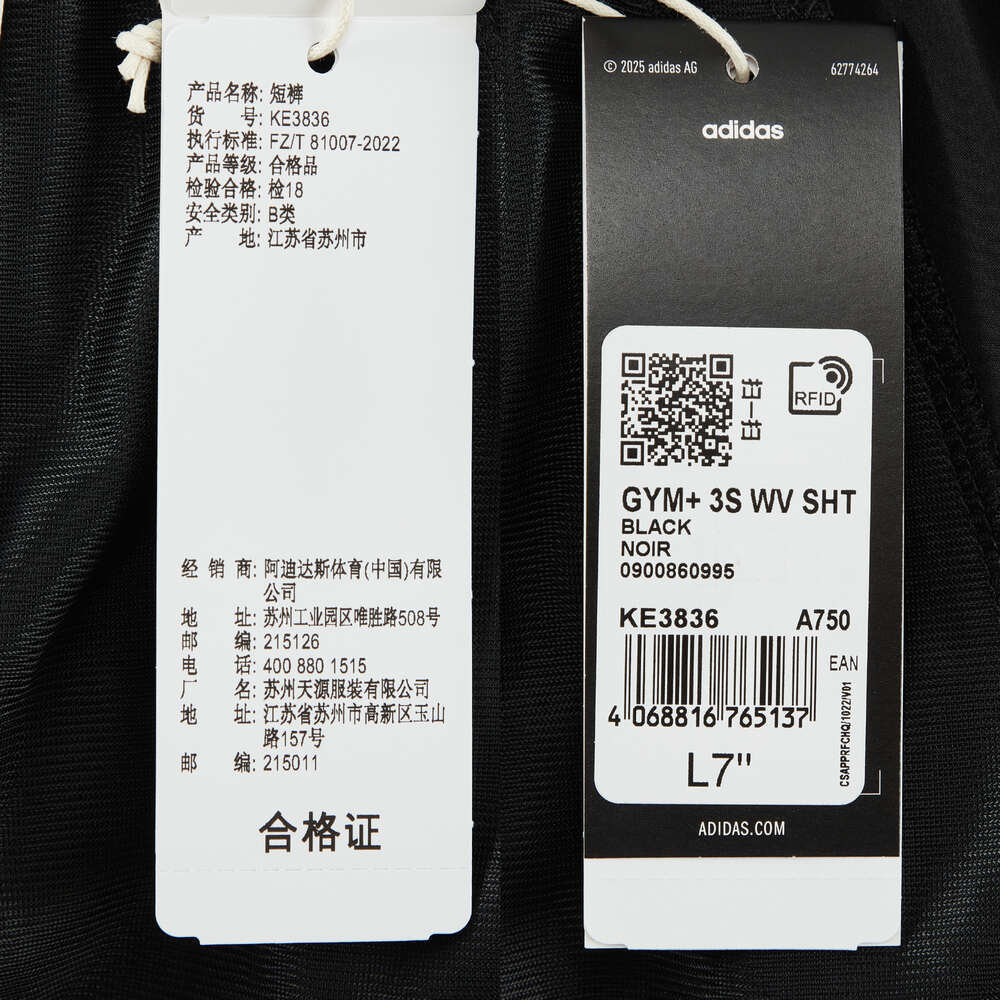 产品名称: 短裤
货 号: KE3836
执行标准: FZ/T 81007-2022
产品等级: 合格品
检验合格: 检18
安全类别: B类
产 地: 江苏省苏州市
经 销 商: 阿迪达斯体育(中国)有限
公司
地 址: 苏州工业园区唯胜路508号
邮 编: 215126
电 话: 400 880 1515
厂 名: 苏州天源服装有限公司
地 址: 江苏省苏州市高新区玉山
路157号
邮 编: 215011
合格证
© 2025 adidas AG
62774264
adidas
RFID
GYM+ 3S WV SHT
BLACK
NOIR
0900860995
KE3836 A750
EAN
4 068816 765137
CSAPPRFCHQ/1022/V01
L7"
ADIDAS.COM